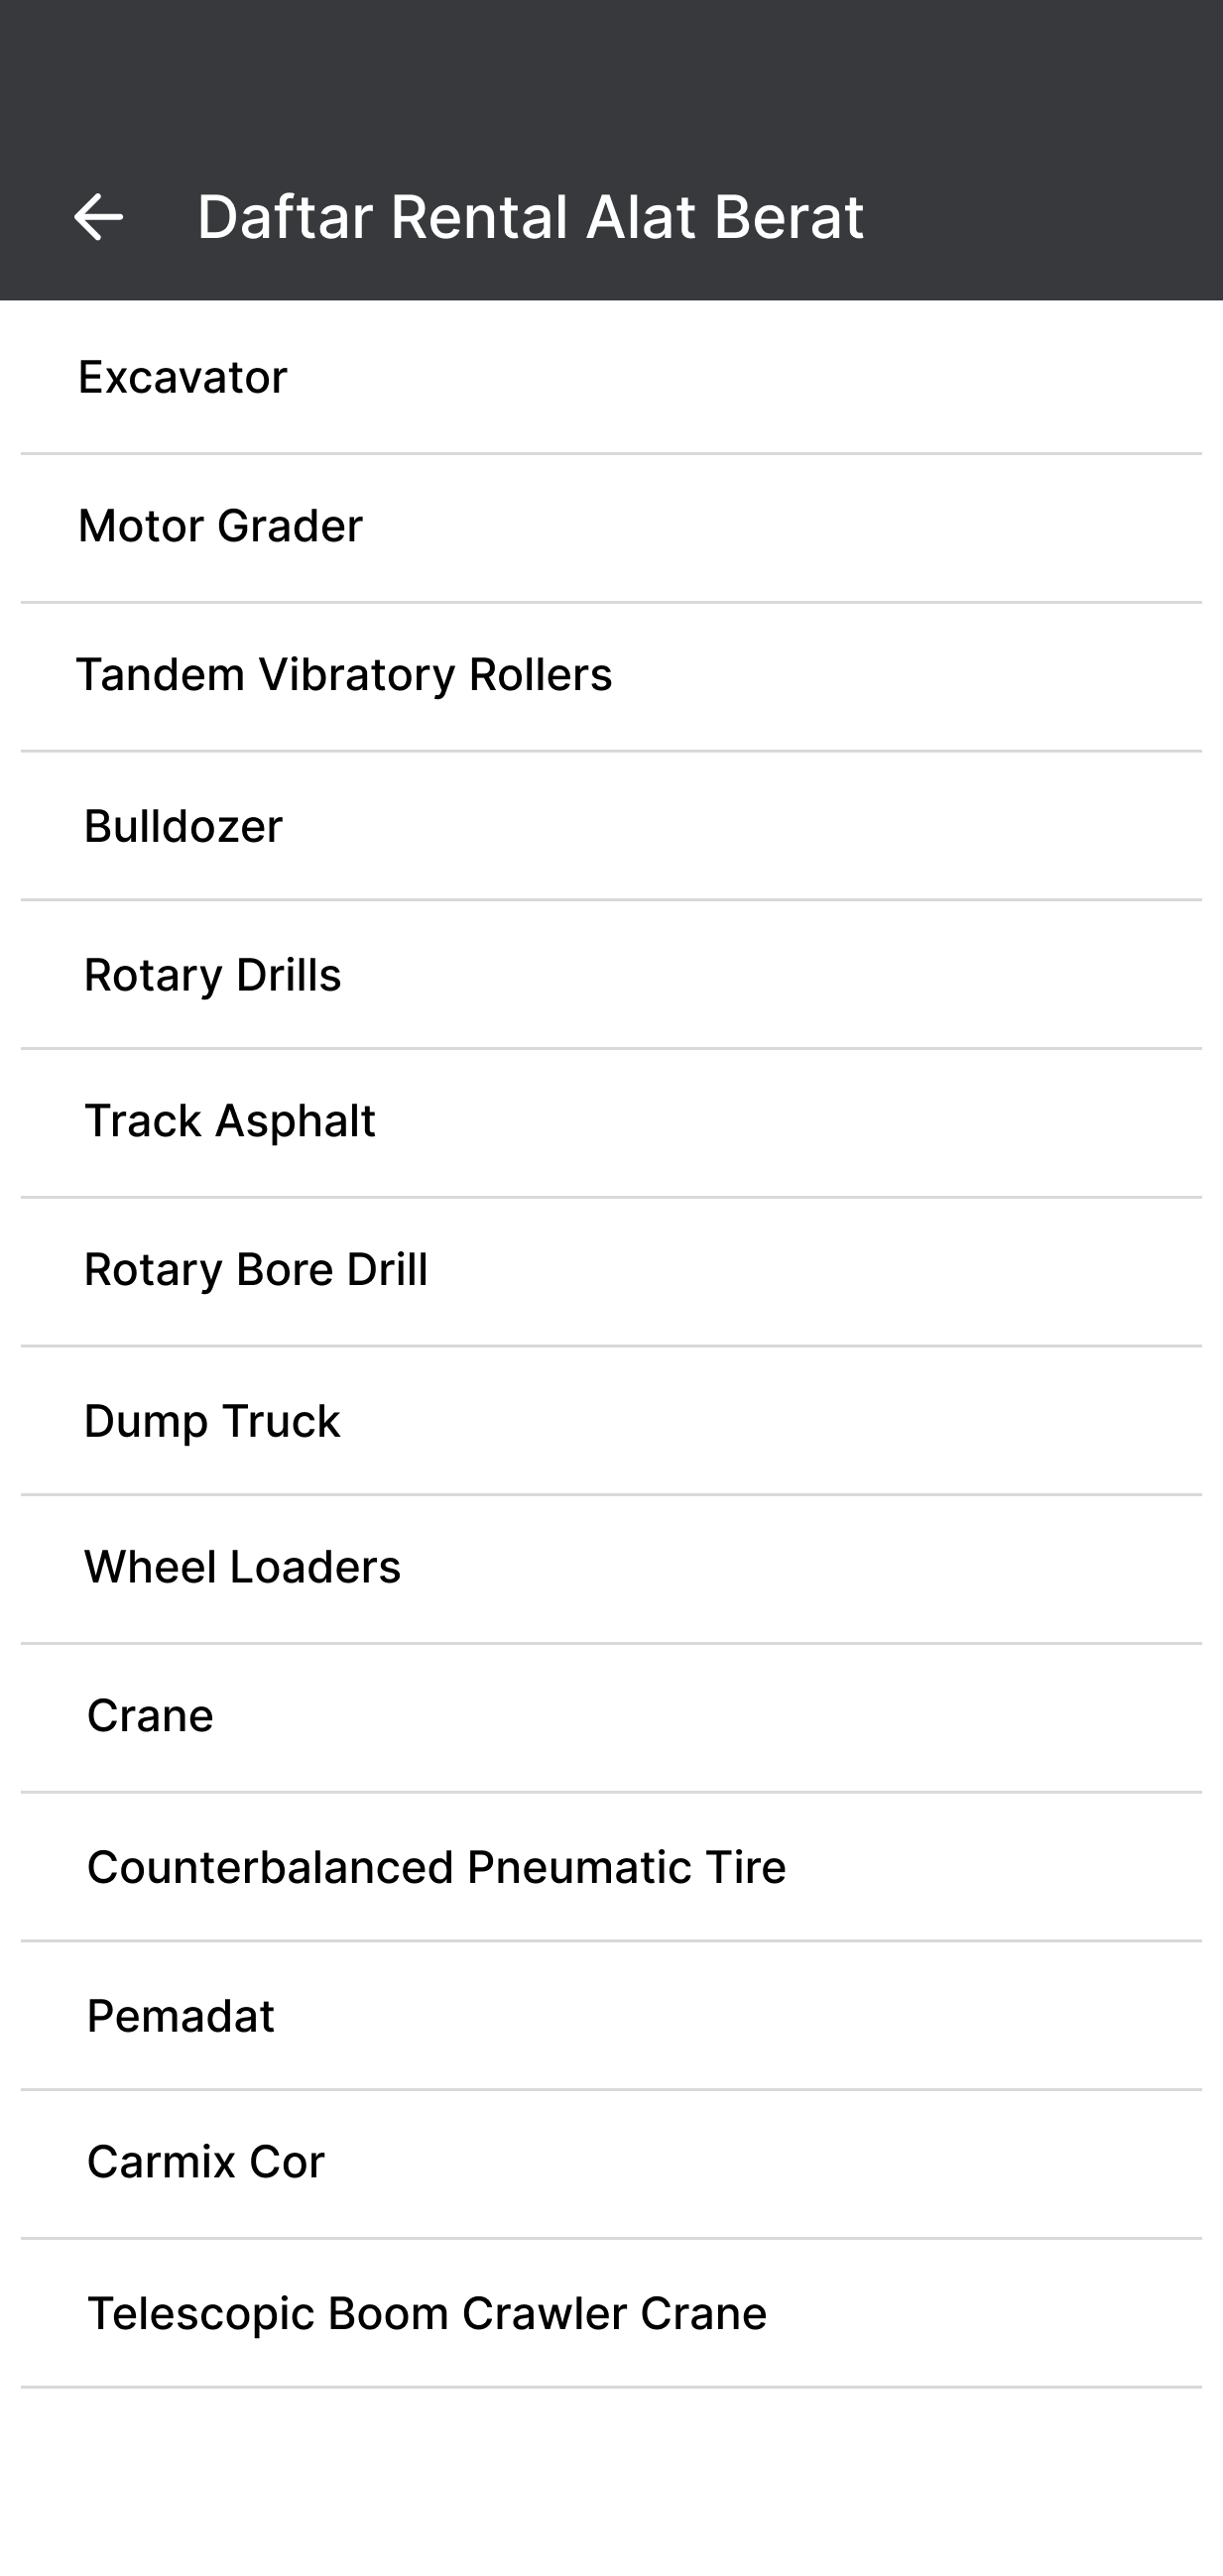 Daftar Rental Alat Berat
Excavator
Motor Grader
Tandem Vibratory Rollers
Bulldozer
Rotary Drills
Track Asphalt
Rotary Bore Drill
Dump Truck
Wheel Loaders
Crane
Counterbalanced Pneumatic Tire
Pemadat
Carmix Cor
Telescopic Boom Crawler Crane